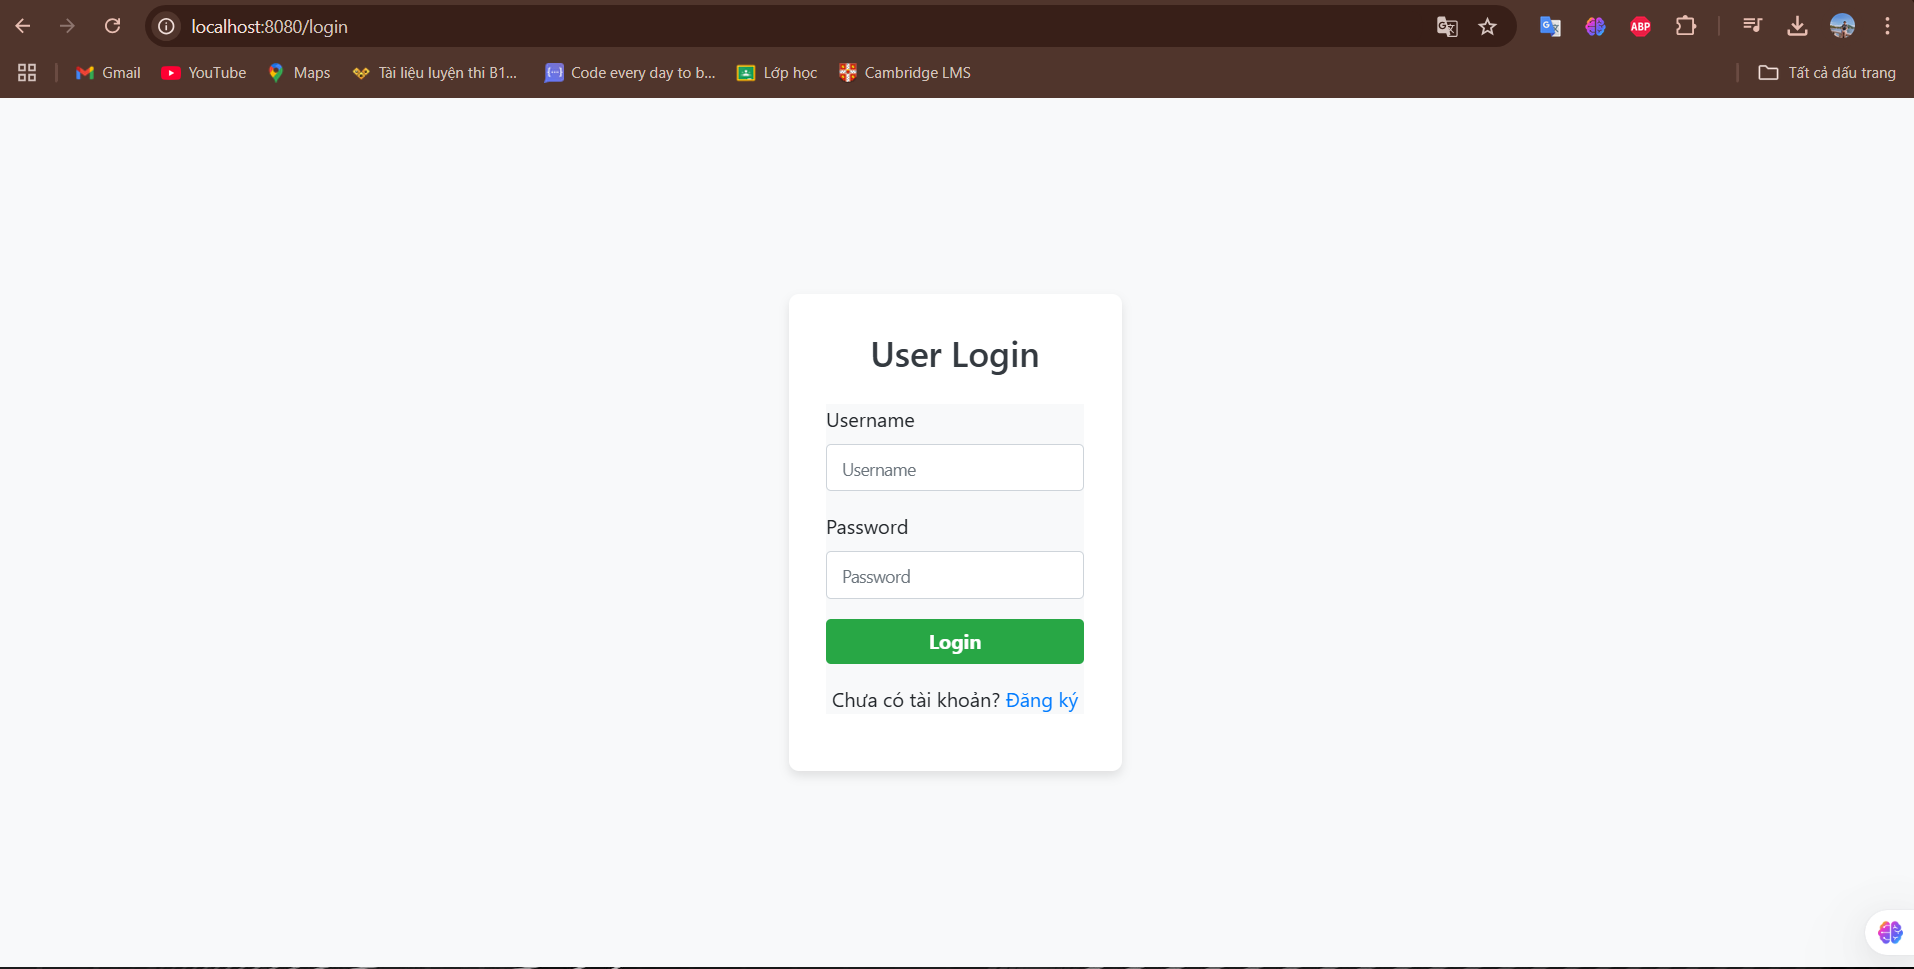 localhost:8080/login
ABP
Gmail
YouTube
Maps
Tài liệu luyện thi B1...
Code every day to b...
Lớp học
Cambridge LMS
Tất cả dấu trang
User Login
Username
Username
Password
Password
Login
Chưa có tài khoản? Đăng ký